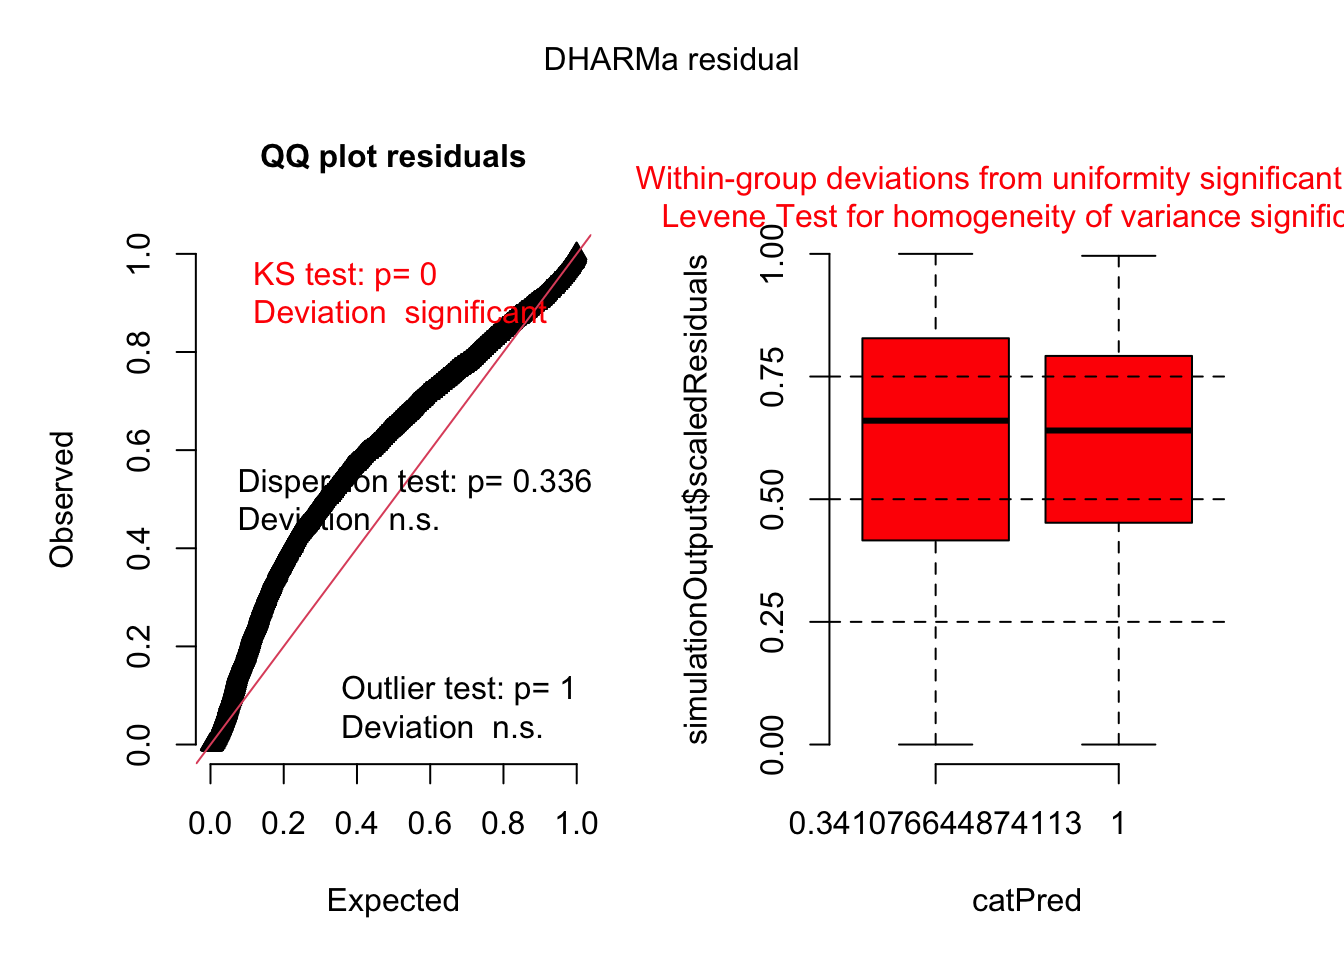 DHARMa residual
QQ plot residuals
KS test: p= 0
Deviation  significant
Dispersion test: p= 0.336
Deviation  n.s.
Outlier test: p= 1
Deviation  n.s.
Observed
0.0 0.2 0.4 0.6 0.8 1.0
0.0 0.2 0.4 0.6 0.8 1.0
Expected
Within-group deviations from uniformity significant
Levene Test for homogeneity of variance signific
simulationOutput$scaledResiduals
0.00 0.25 0.50 0.75 1.00
0.341076644874113 1
catPred